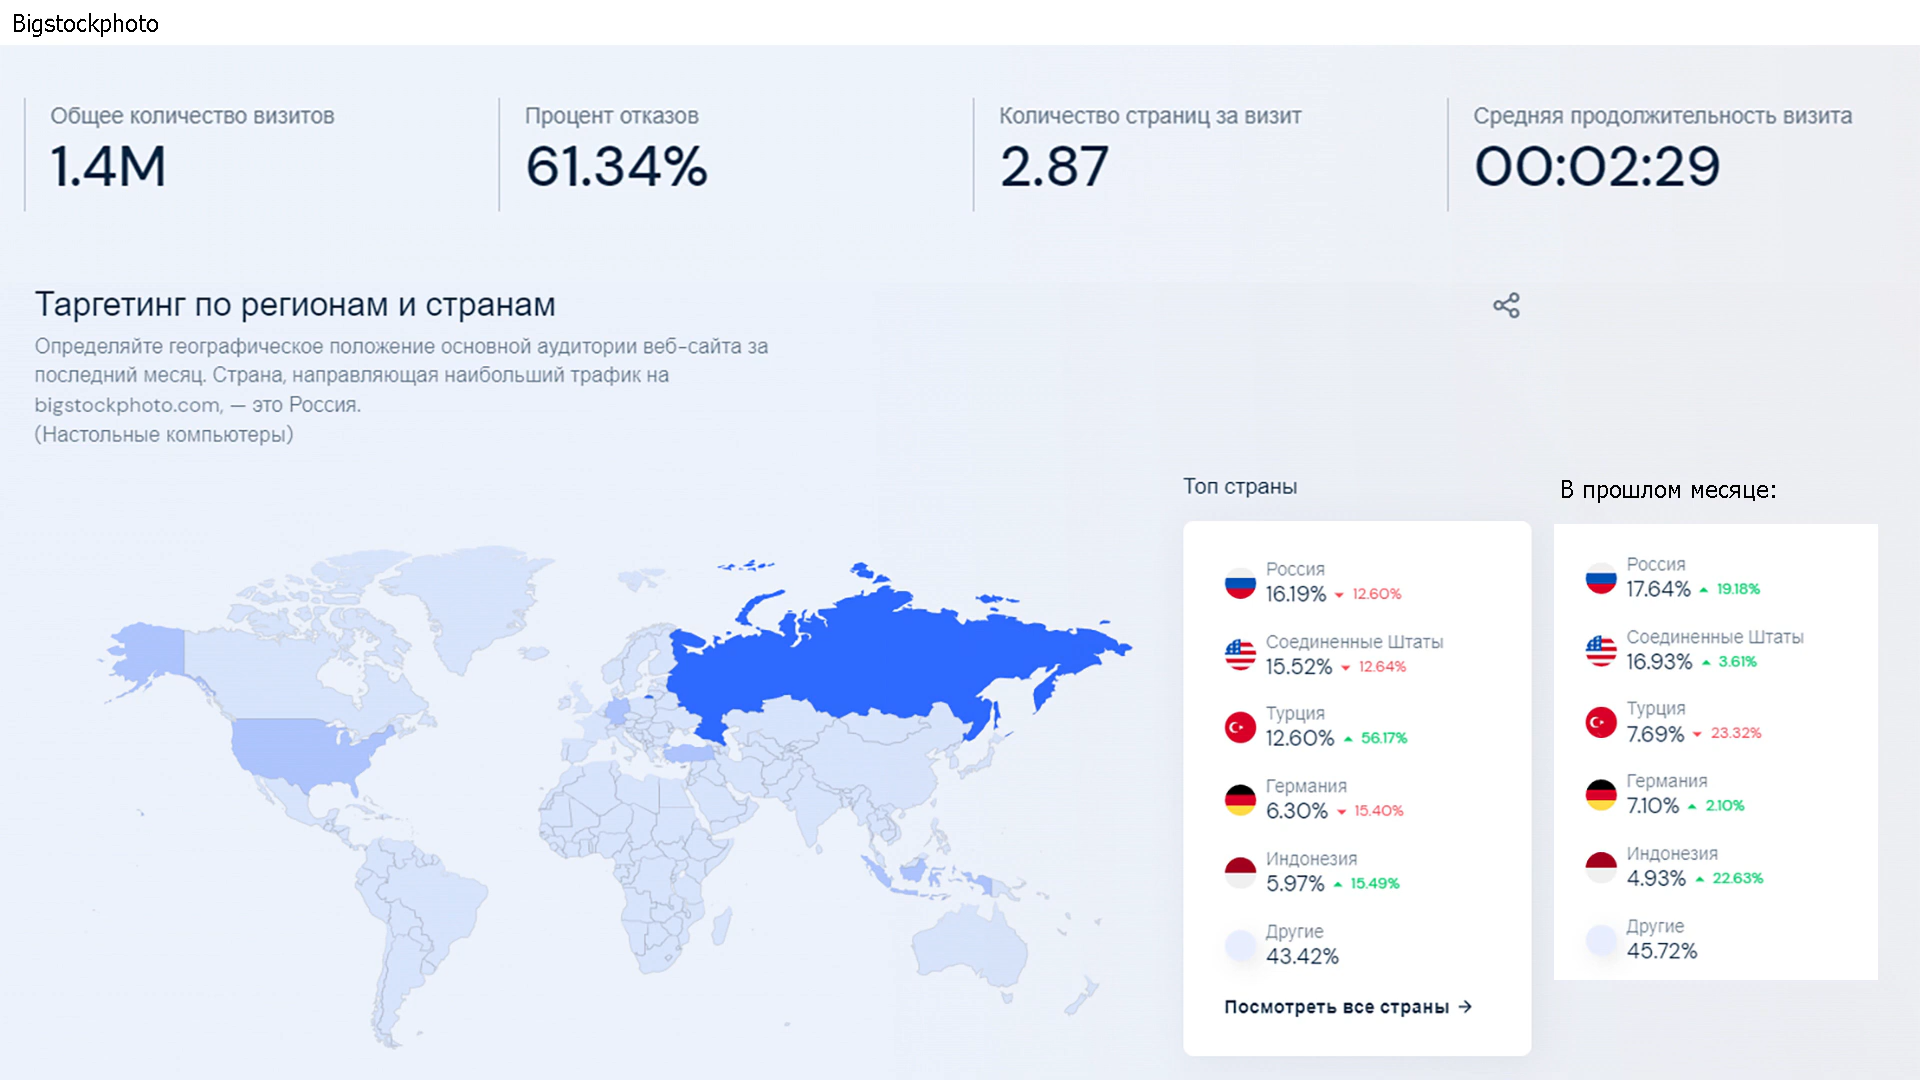 Bigstockphoto
Общее количество визитов
1.4M
Процент отказов
61.34%
Количество страниц за визит
2.87
Средняя продолжительность визита
00:02:29
Таргетинг по регионам и странам
Определяйте географическое положение основной аудитории веб-сайта за
последний месяц. Страна, направляющая наибольший трафик на
bigstockphoto.com, — это Россия.
(Настольные компьютеры)
Топ страны
Россия
16.19% 12.60%
Соединенные Штаты
15.52% 12.64%
Турция
12.60% 56.17%
Германия
6.30% 15.40%
Индонезия
5.97% 15.49%
Другие
43.42%
Посмотреть все страны →
В прошлом месяце:
Россия
17.64% 19.18%
Соединенные Штаты
16.93% 3.61%
Турция
7.69% 23.32%
Германия
7.10% 2.10%
Индонезия
4.93% 22.63%
Другие
45.72%